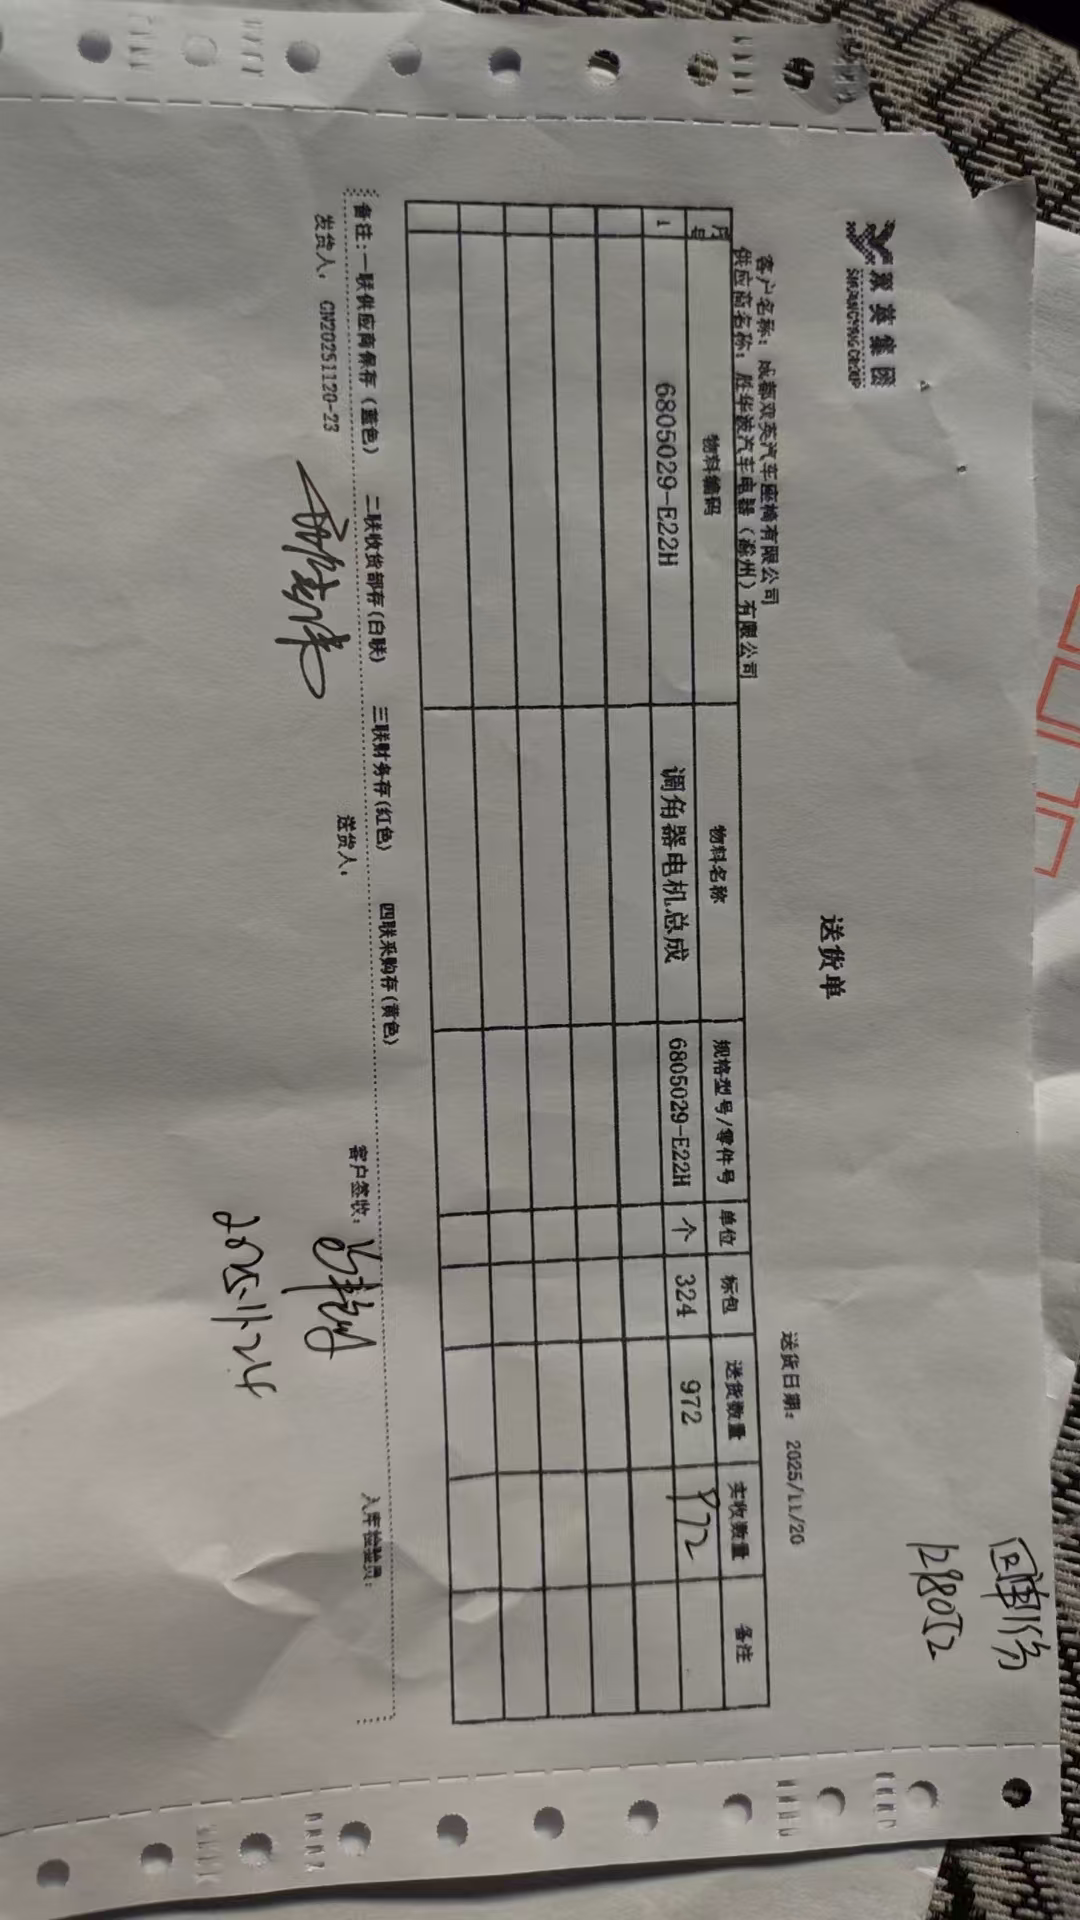 双英集团
SHUANGYING GROUP
送货单
客户名称：成都双英汽车座椅有限公司
送货日期： 2025/11/20
供应商名称：胜华波汽车电器（滁州）有限公司
序号 物料编码 物料名称 规格型号/零件号 单位 标包 送货数量 实收数量 备注
1 6805029-E22H 调角器电机总成 6805029-E22H 个 324 972 972
备注：一联供应商保存（蓝色） 二联收货部存(白联) 三联财务存(红色) 四联采购存(黄色)
发货人： CN20251120-23 送货人： 客户签收： 入库检验员：
2025.11.24